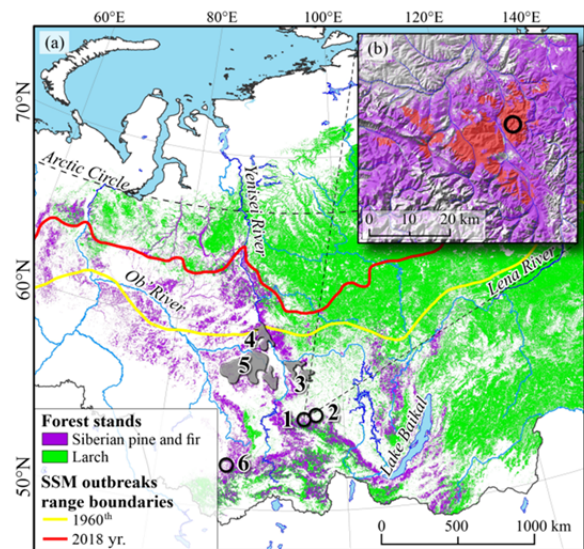 60°E 80°E 100°E 120°E 140°E
(a)
(b)
70°N
60°N
50°N
Arctic Circle
Yenisei River
Ob' River
Lena River
Lake Baikal
0 10 20 km
4
5
3
1
2
6
Forest stands
Siberian pine and fir
Larch
SSM outbreaks
range boundaries
1960th
2018 yr.
0 500 1000 km